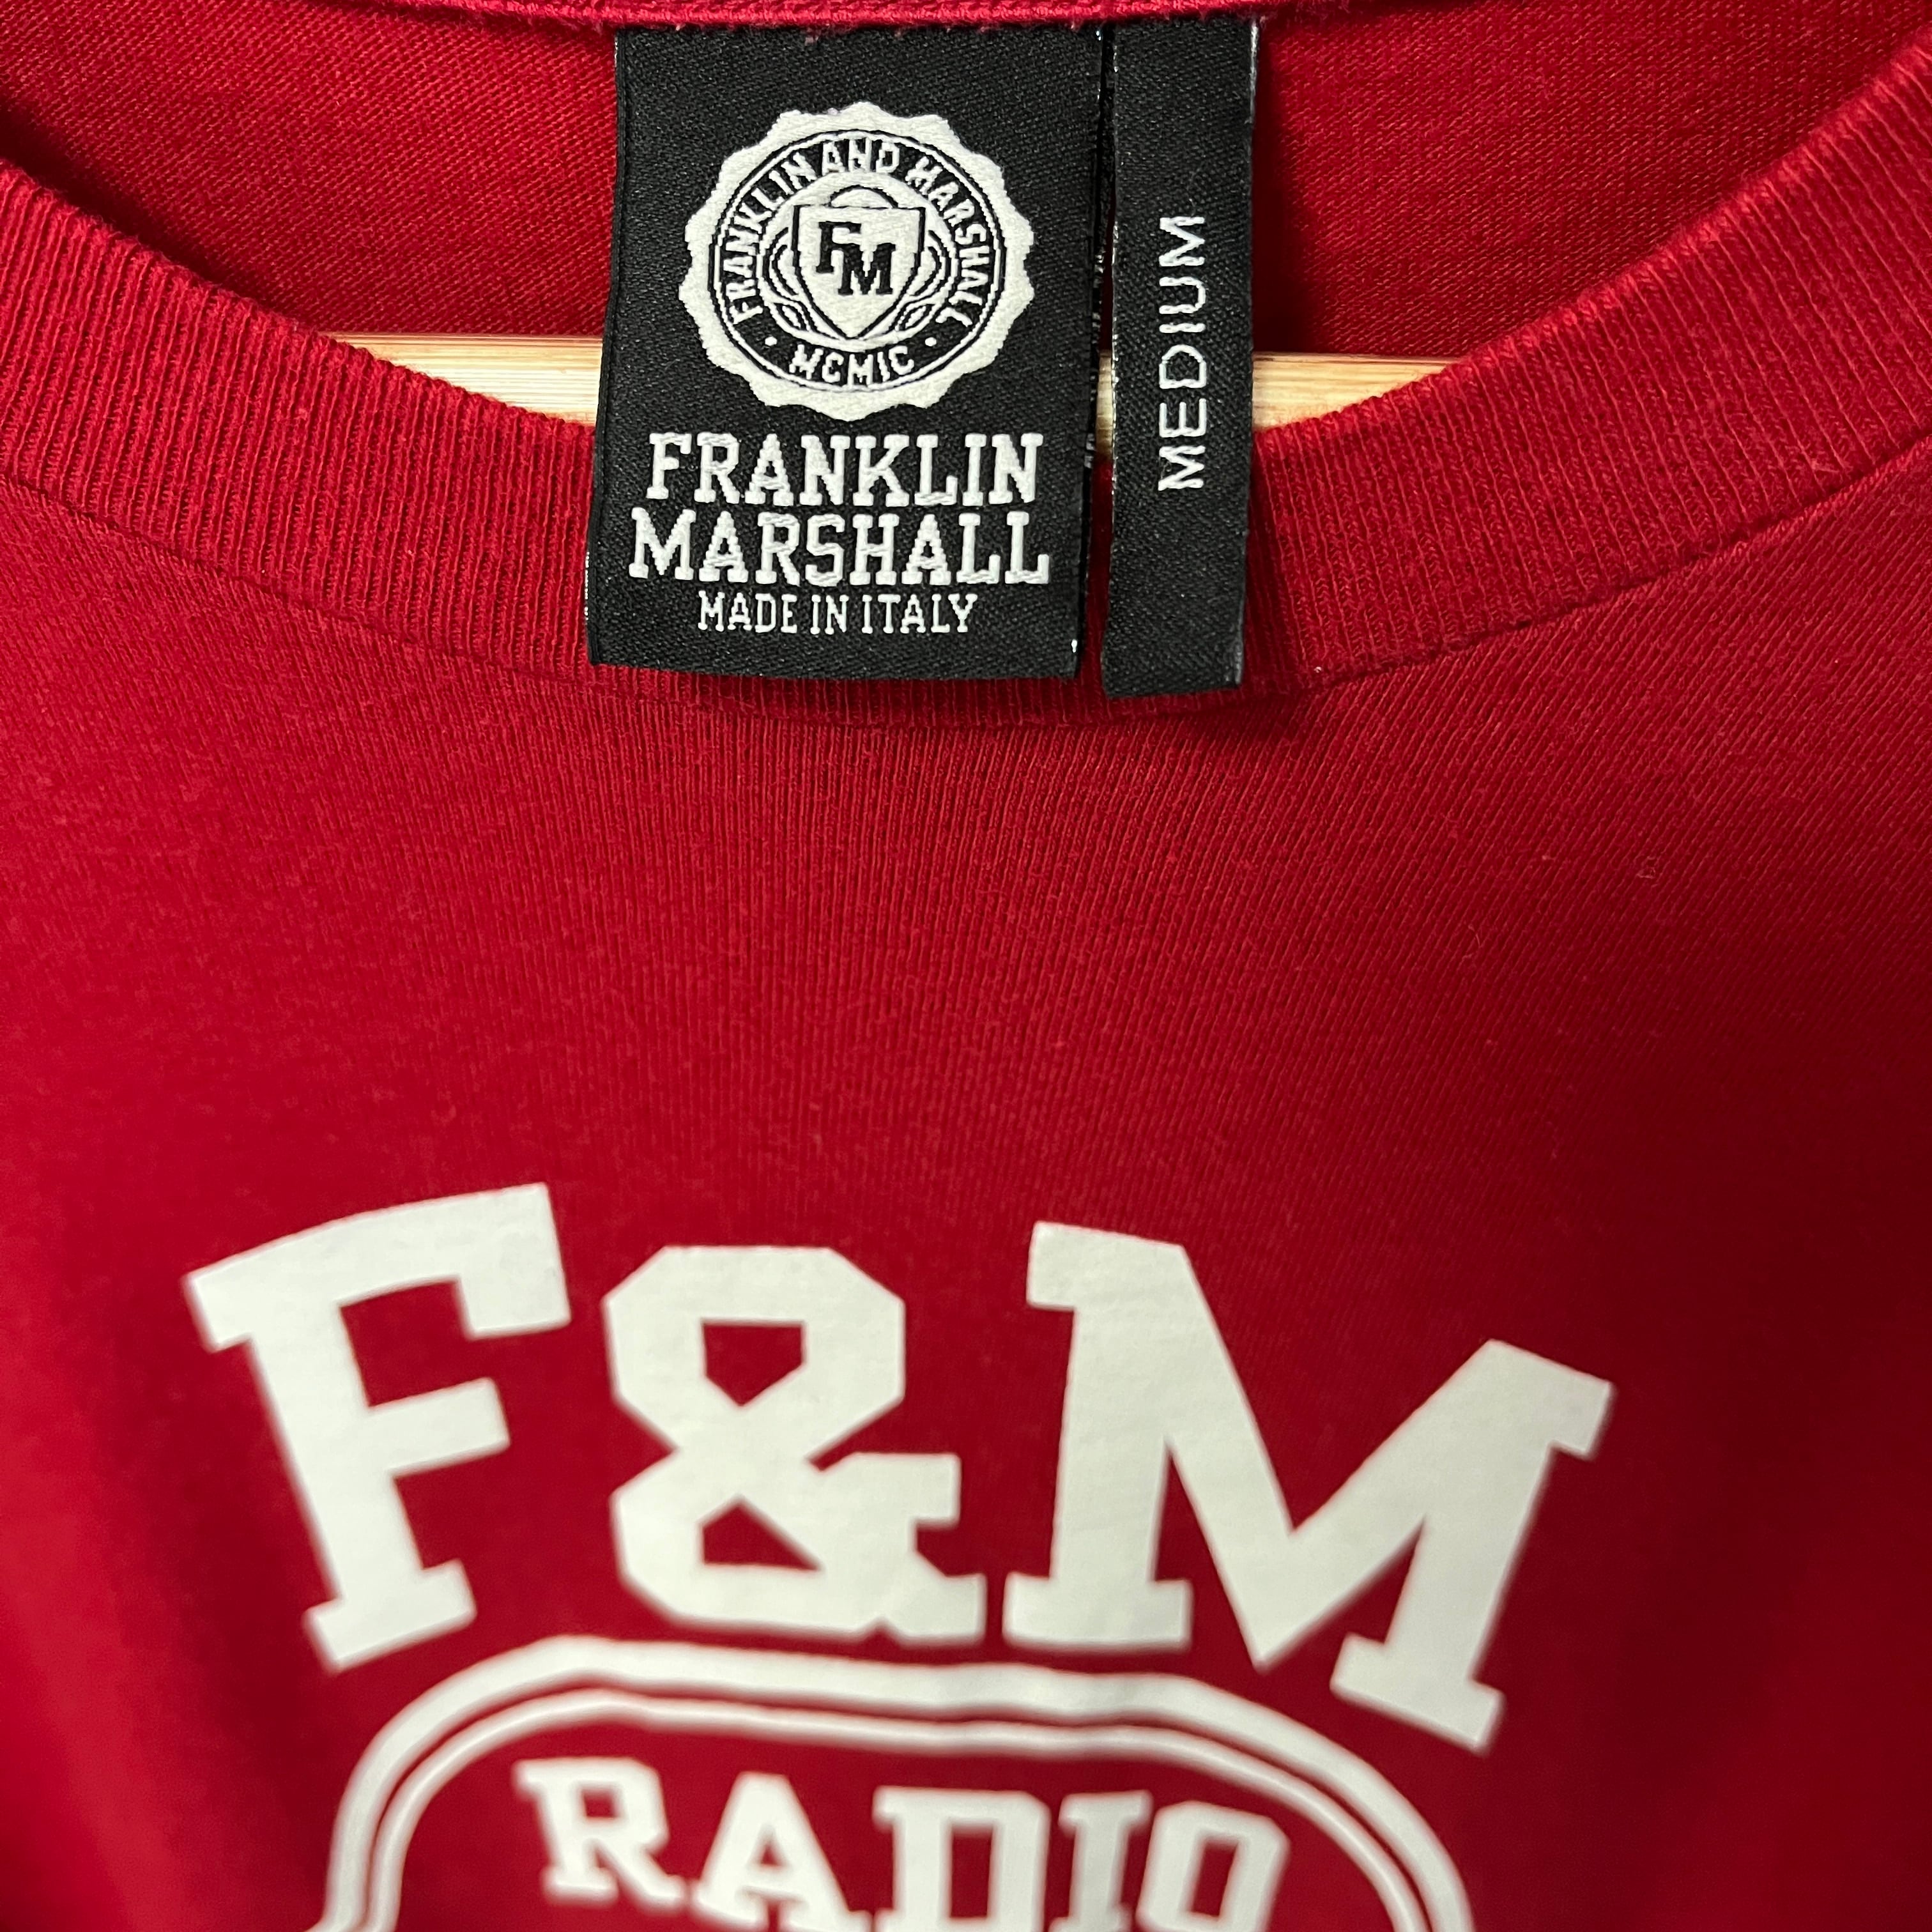 FRANKLIN AND MARSHALL
FM
· MCMIC ·
FRANKLIN
MARSHALL
MADE IN ITALY
MEDIUM
F&M
RADIO